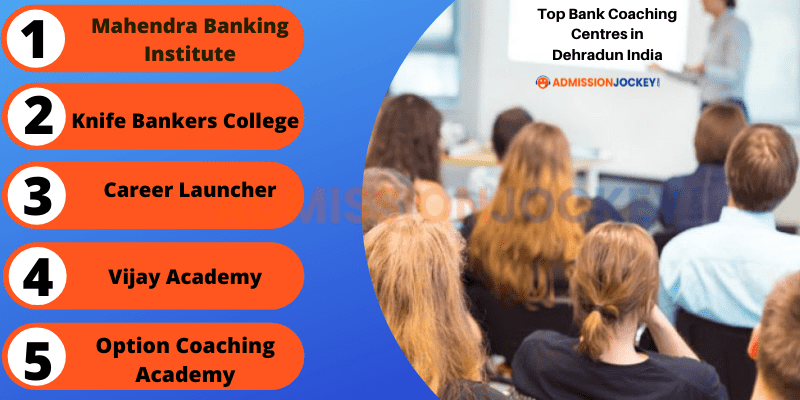 1
Mahendra Banking
Institute
2
Knife Bankers College
3
Career Launcher
4
Vijay Academy
5
Option Coaching
Academy
Top Bank Coaching
Centres in
Dehradun India
ADMISSIONJOCKEY
ADMISSIONJOCKEY